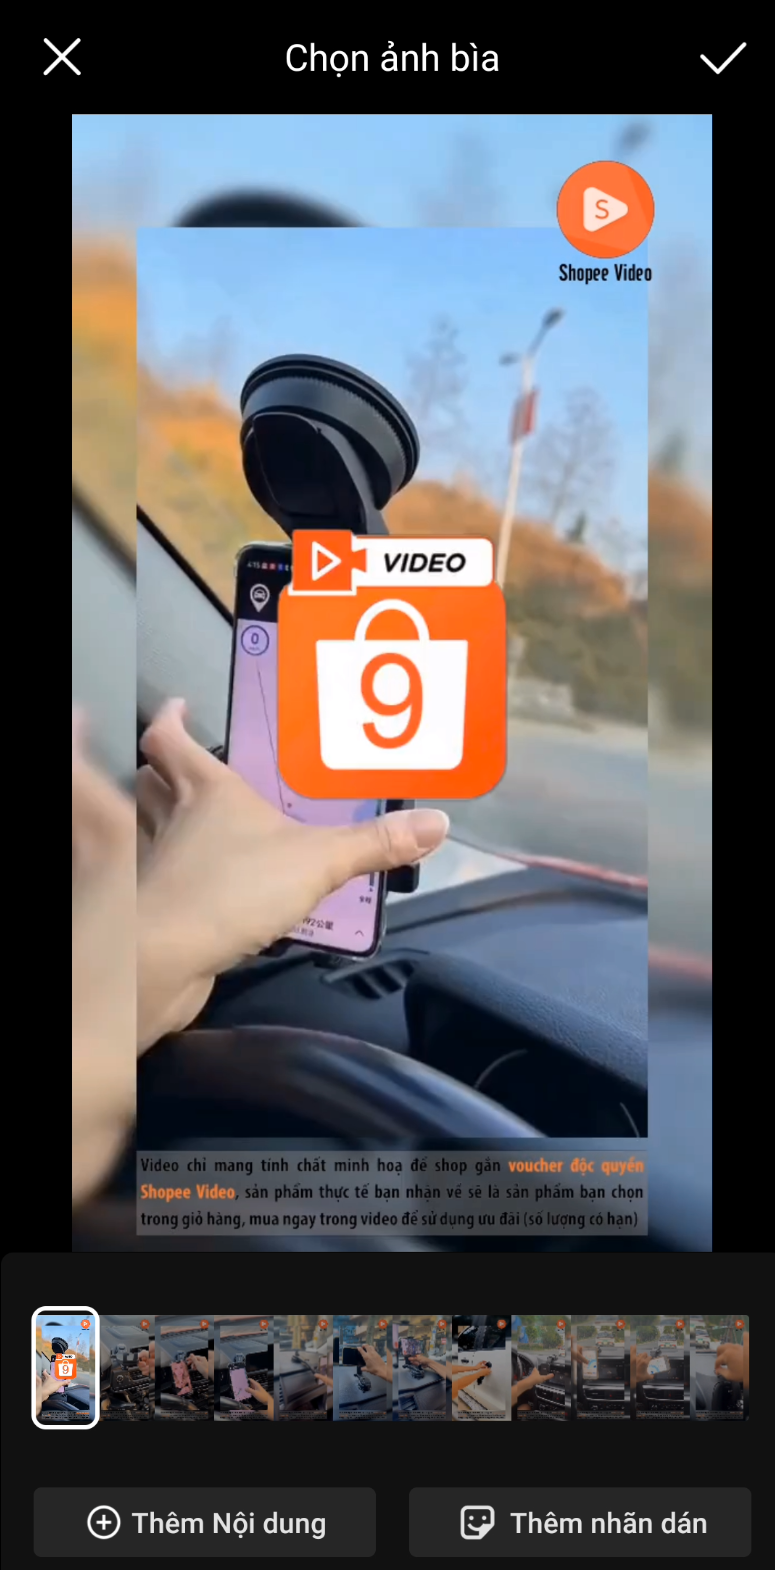 Chọn ảnh bìa
S
Shopee Video
VIDEO
0
9
Video chỉ mang tính chất minh hoạ để shop gắn voucher độc quyền
Shopee Video, sản phẩm thực tế bạn nhận về sẽ là sản phẩm bạn chọn
trong giỏ hàng, mua ngay trong video để sử dụng ưu đãi (số lượng có hạn)
Thêm Nội dung
Thêm nhãn dán